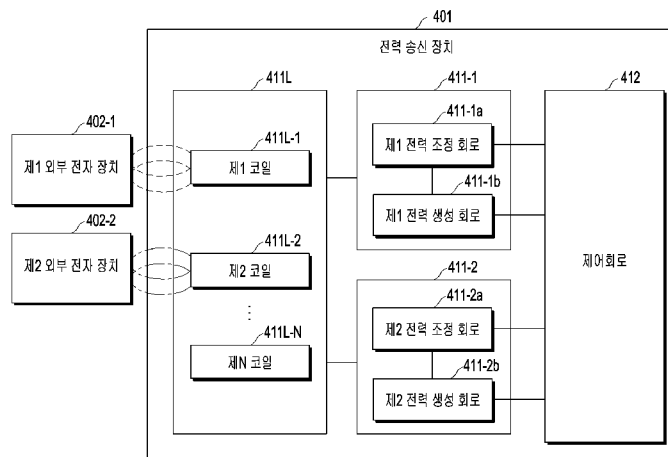 401
전력 송신 장치
411L
411-1
412
402-1
제1 외부 전자 장치
411L-1
제1 코일
411-1a
제1 전력 조정 회로
411-1b
제1 전력 생성 회로
402-2
제2 외부 전자 장치
411L-2
제2 코일
제어회로
411-2
411-2a
제2 전력 조정 회로
411L-N
제N 코일
411-2b
제2 전력 생성 회로